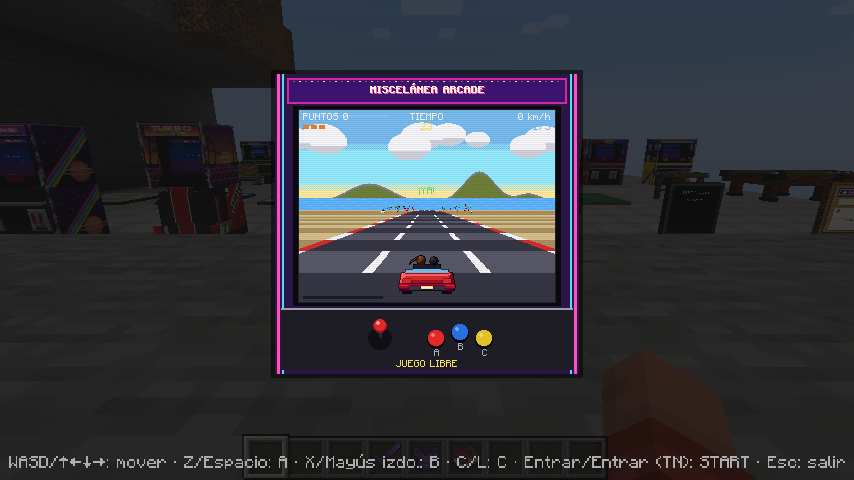 MISCELÁNEA ARCADE
PUNTOS 0 TIEMPO 0 km/h
¡YA!
A B C
JUEGO LIBRE
TURBO
WASD/↑←↓→: mover · Z/Espacio: A · X/Mayús izdo.: B · C/L: C · Entrar/Entrar (TN): START · Esc: salir